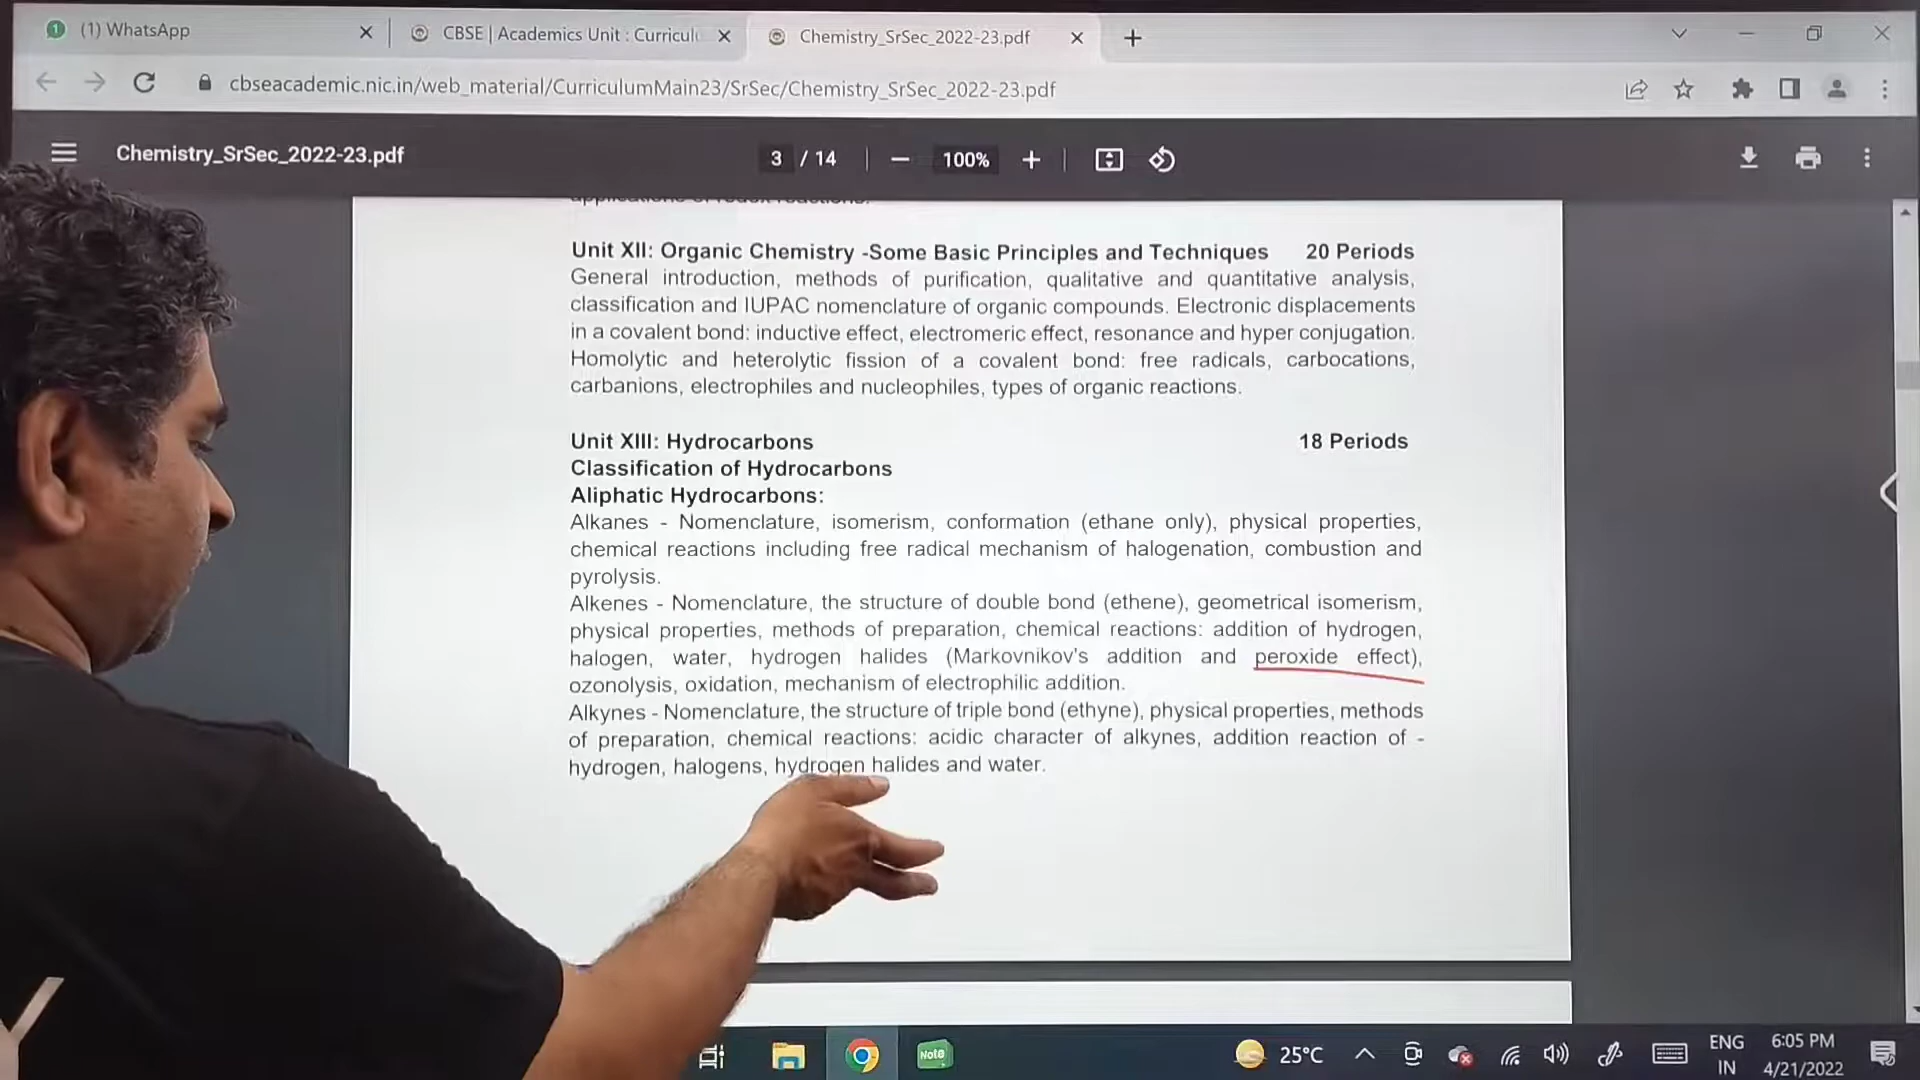 (1) WhatsApp
CBSE | Academics Unit : Curricul
Chemistry_SrSec_2022-23.pdf
cbseacademic.nic.in/web_material/CurriculumMain23/SrSec/Chemistry_SrSec_2022-23.pdf
Chemistry_SrSec_2022-23.pdf
3 / 14
100%
applications of redox reactions.
Unit XII: Organic Chemistry -Some Basic Principles and Techniques 20 Periods
General introduction, methods of purification, qualitative and quantitative analysis,
classification and IUPAC nomenclature of organic compounds. Electronic displacements
in a covalent bond: inductive effect, electromeric effect, resonance and hyper conjugation.
Homolytic and heterolytic fission of a covalent bond: free radicals, carbocations,
carbanions, electrophiles and nucleophiles, types of organic reactions.
Unit XIII: Hydrocarbons 18 Periods
Classification of Hydrocarbons
Aliphatic Hydrocarbons:
Alkanes - Nomenclature, isomerism, conformation (ethane only), physical properties,
chemical reactions including free radical mechanism of halogenation, combustion and
pyrolysis.
Alkenes - Nomenclature, the structure of double bond (ethene), geometrical isomerism,
physical properties, methods of preparation, chemical reactions: addition of hydrogen,
halogen, water, hydrogen halides (Markovnikov's addition and peroxide effect),
ozonolysis, oxidation, mechanism of electrophilic addition.
Alkynes - Nomenclature, the structure of triple bond (ethyne), physical properties, methods
of preparation, chemical reactions: acidic character of alkynes, addition reaction of -
hydrogen, halogens, hydrogen halides and water.
Note
25°C
ENG
IN
6:05 PM
4/21/2022